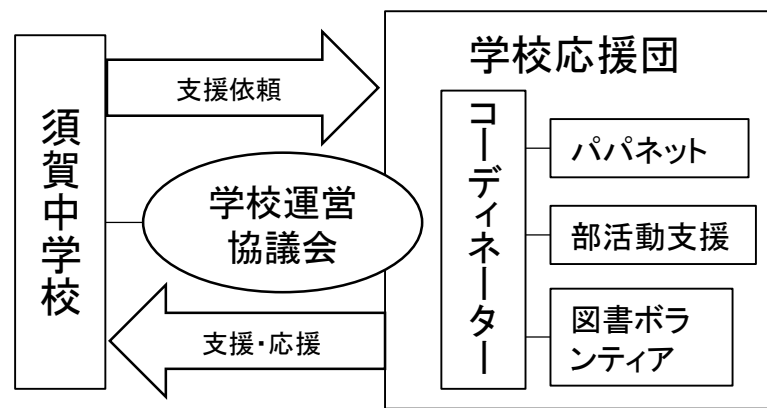 須賀中学校
支援依頼
学校運営
協議会
支援・応援
学校応援団
コーディネーター
パパネット
部活動支援
図書ボラ
ンティア